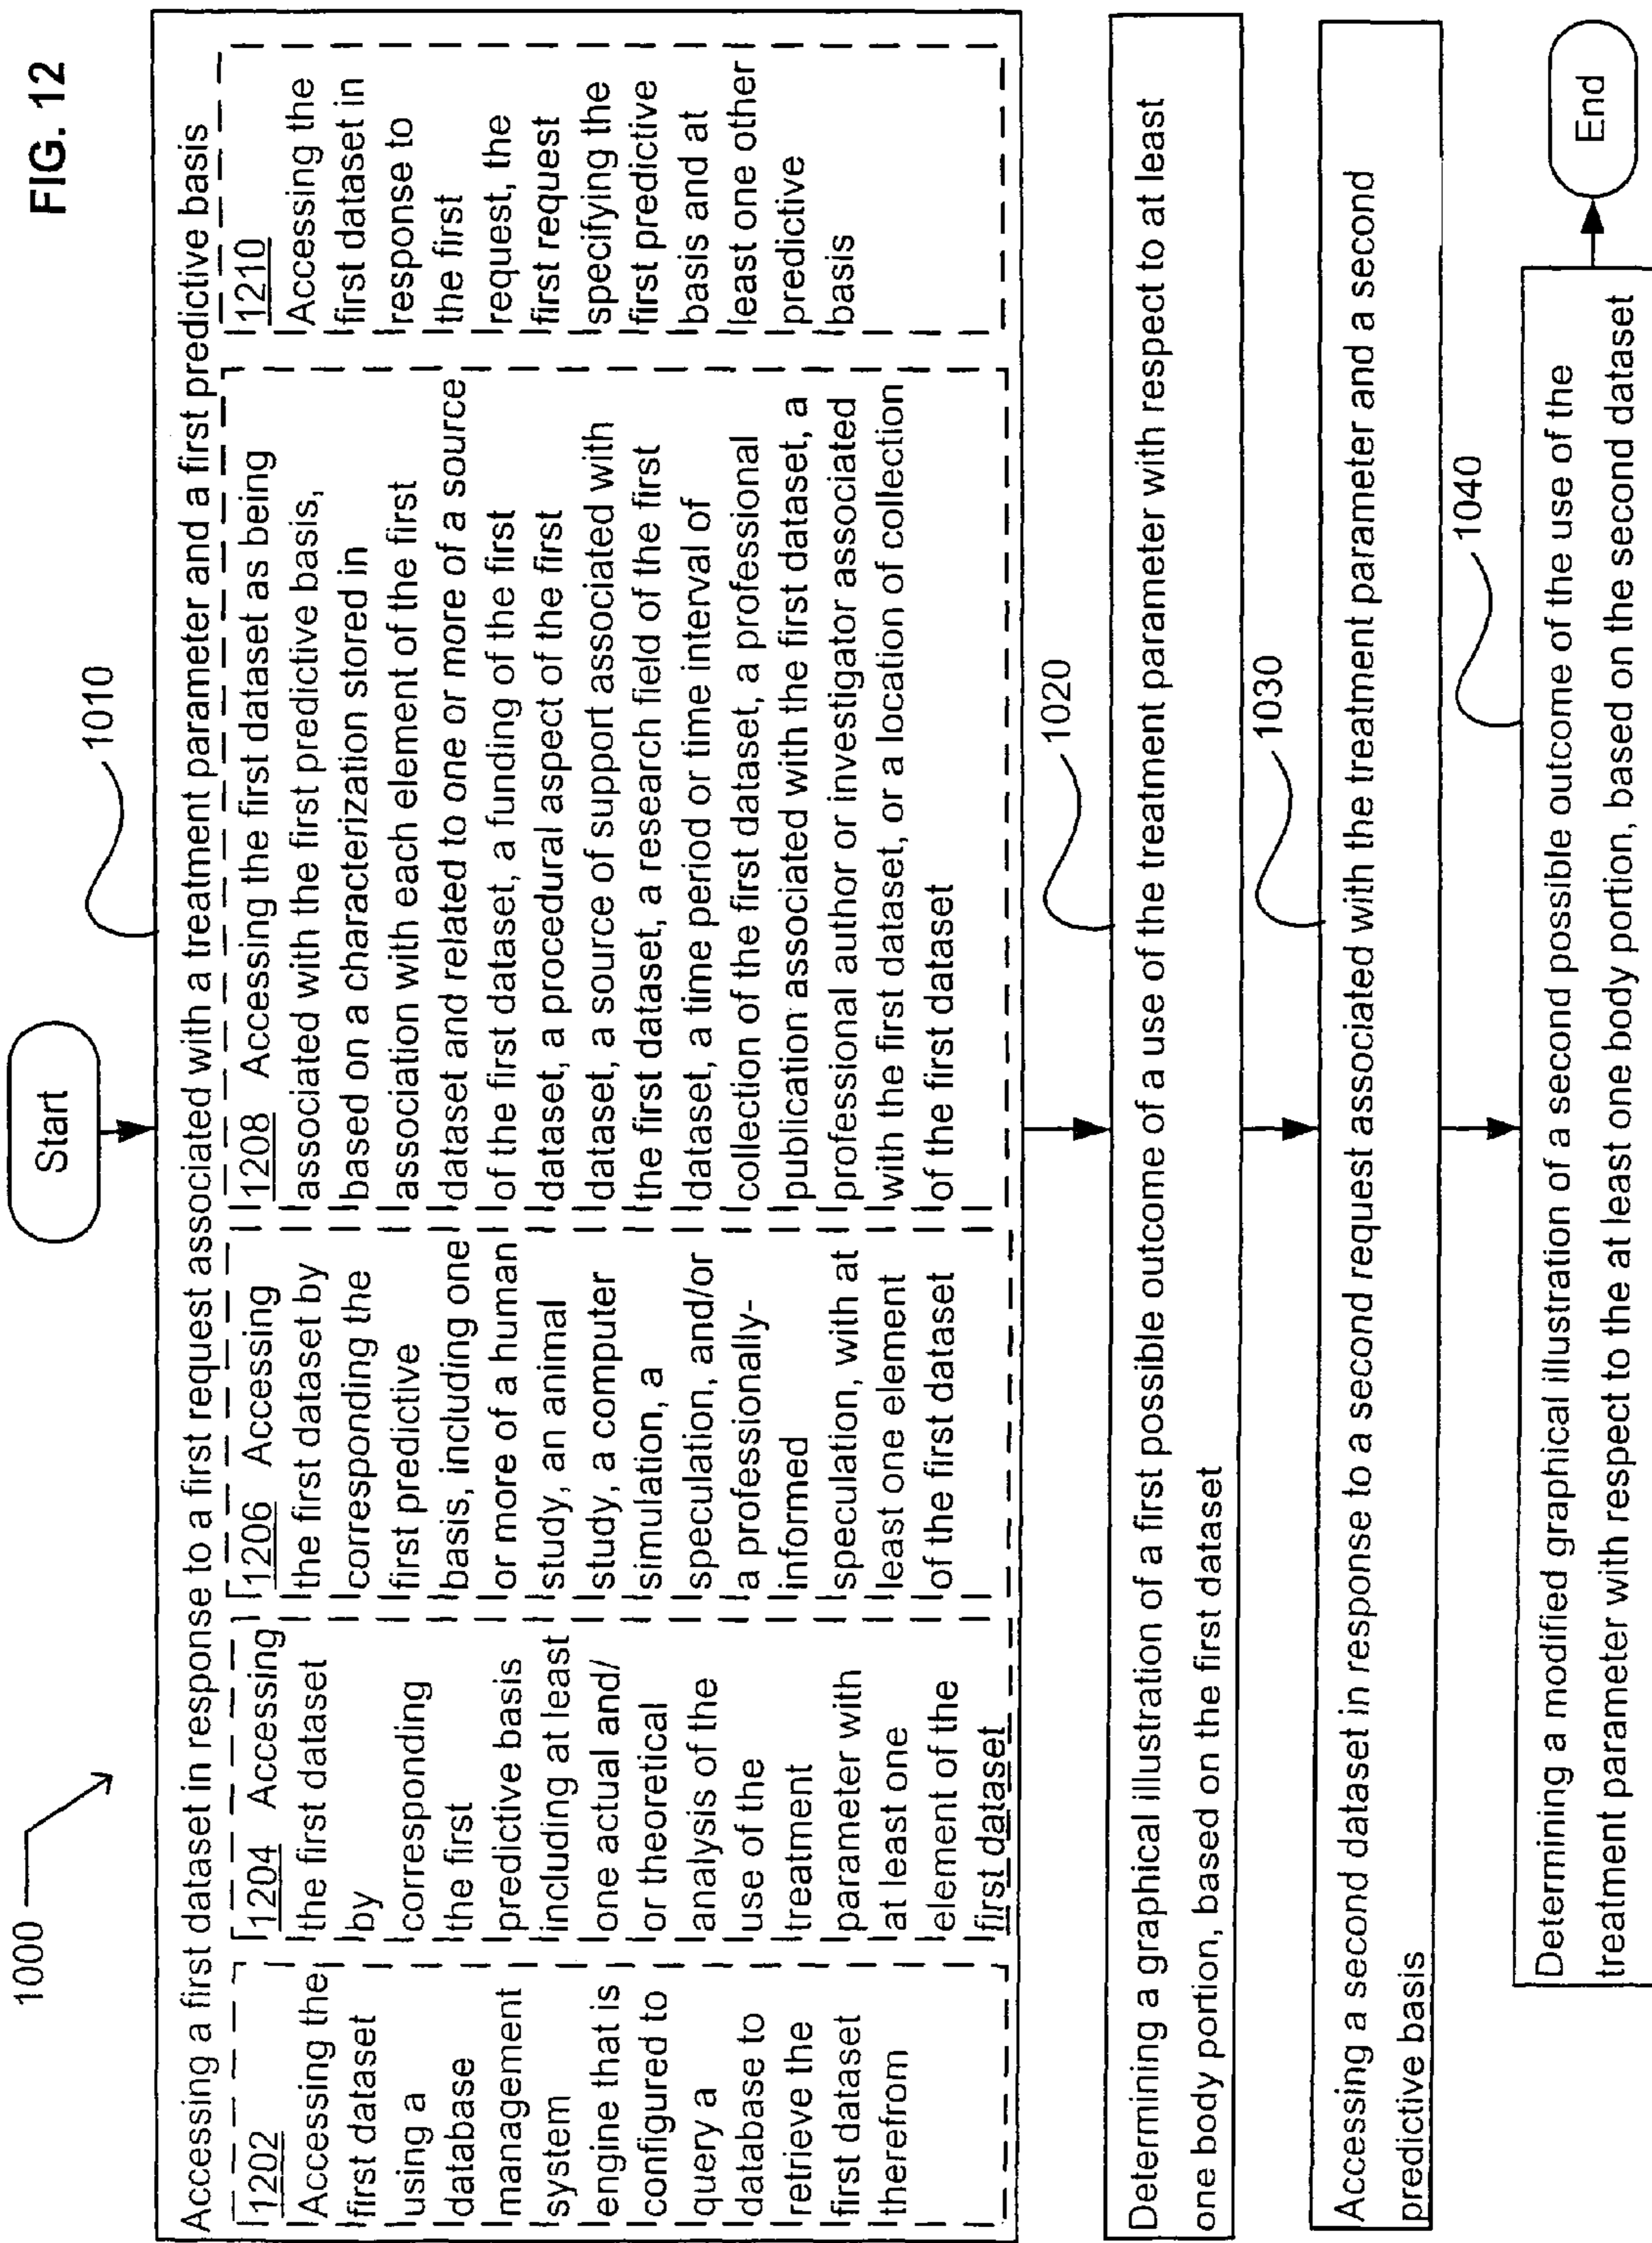 FIG. 12
1000
Start
1010
Accessing a first dataset in response to a first request associated with a treatment parameter and a first predictive basis
1202
Accessing the
first dataset
using a
database
management
system
engine that is
configured to
query a
database to
retrieve the
first dataset
therefrom
1204 Accessing
the first dataset
by
corresponding
the first
predictive basis
including at least
one actual and/
or theoretical
analysis of the
use of the
treatment
parameter with
at least one
element of the
first dataset
1206 Accessing
the first dataset by
corresponding the
first predictive
basis, including one
or more of a human
study, an animal
study, a computer
simulation, a
speculation, and/or
a professionally-
informed
speculation, with at
least one element
of the first dataset
1208 Accessing the first dataset as being
associated with the first predictive basis,
based on a characterization stored in
association with each element of the first
dataset and related to one or more of a source
of the first dataset, a funding of the first
dataset, a procedural aspect of the first
dataset, a source of support associated with
the first dataset, a research field of the first
dataset, a time period or time interval of
collection of the first dataset, a professional
publication associated with the first dataset, a
professional author or investigator associated
with the first dataset, or a location of collection
of the first dataset
1210
Accessing the
first dataset in
response to
the first
request, the
first request
specifying the
first predictive
basis and at
least one other
predictive
basis
1020
Determining a graphical illustration of a first possible outcome of a use of the treatment parameter with respect to at least
one body portion, based on the first dataset
1030
Accessing a second dataset in response to a second request associated with the treatment parameter and a second
predictive basis
1040
Determining a modified graphical illustration of a second possible outcome of the use of the
treatment parameter with respect to the at least one body portion, based on the second dataset
End